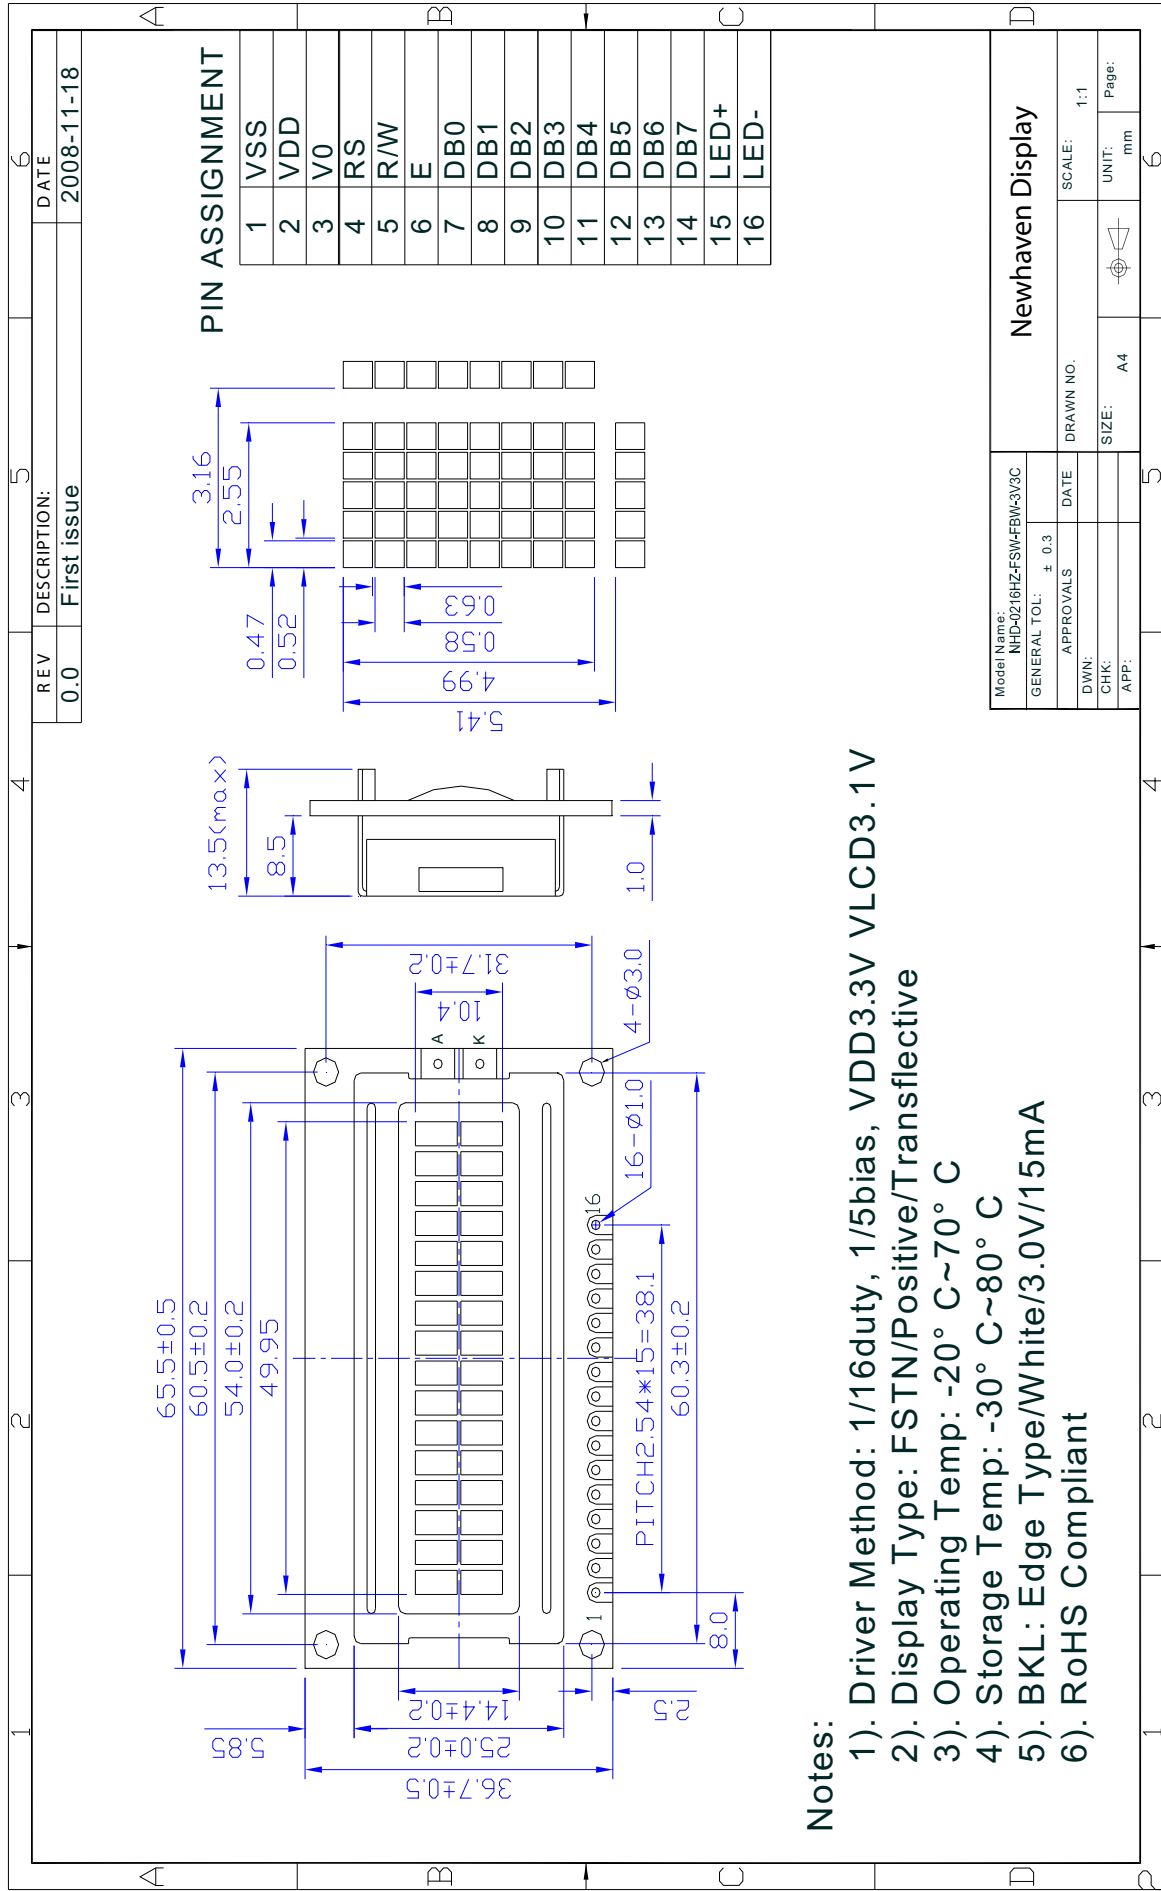 1 2 3 4 5 6
A
B
C
D
REV DESCRIPTION: DATE
0.0 First issue 2008-11-18
65.5±0.5
60.5±0.2
54.0±0.2
49.95
5.85
36.7±0.5
25.0±0.2
14.4±0.2
2.5
8.0
1
16
PITCH2.54*15=38.1
60.3±0.2
16-Ø1.0
4-Ø3.0
A
K
10.4
31.7±0.2
13.5(max)
8.5
1.0
3.16
2.55
0.47
0.52
0.63
0.58
4.99
5.41
PIN ASSIGNMENT
1 VSS
2 VDD
3 V0
4 RS
5 R/W
6 E
7 DB0
8 DB1
9 DB2
10 DB3
11 DB4
12 DB5
13 DB6
14 DB7
15 LED+
16 LED-
Notes:
1). Driver Method: 1/16duty, 1/5bias, VDD3.3V VLCD3.1V
2). Display Type: FSTN/Positive/Transflective
3). Operating Temp: -20° C~70° C
4). Storage Temp: -30° C~80° C
5). BKL: Edge Type/White/3.0V/15mA
6). RoHS Compliant
Model Name:
NHD-0216HZ-FSW-FBW-3V3C
GENERAL TOL: ± 0.3
APPROVALS DATE
DWN:
CHK:
APP:
Newhaven Display
DRAWN NO.
SCALE: 1:1
SIZE: A4
UNIT: mm
Page:
A
B
C
D
1 2 3 4 5 6